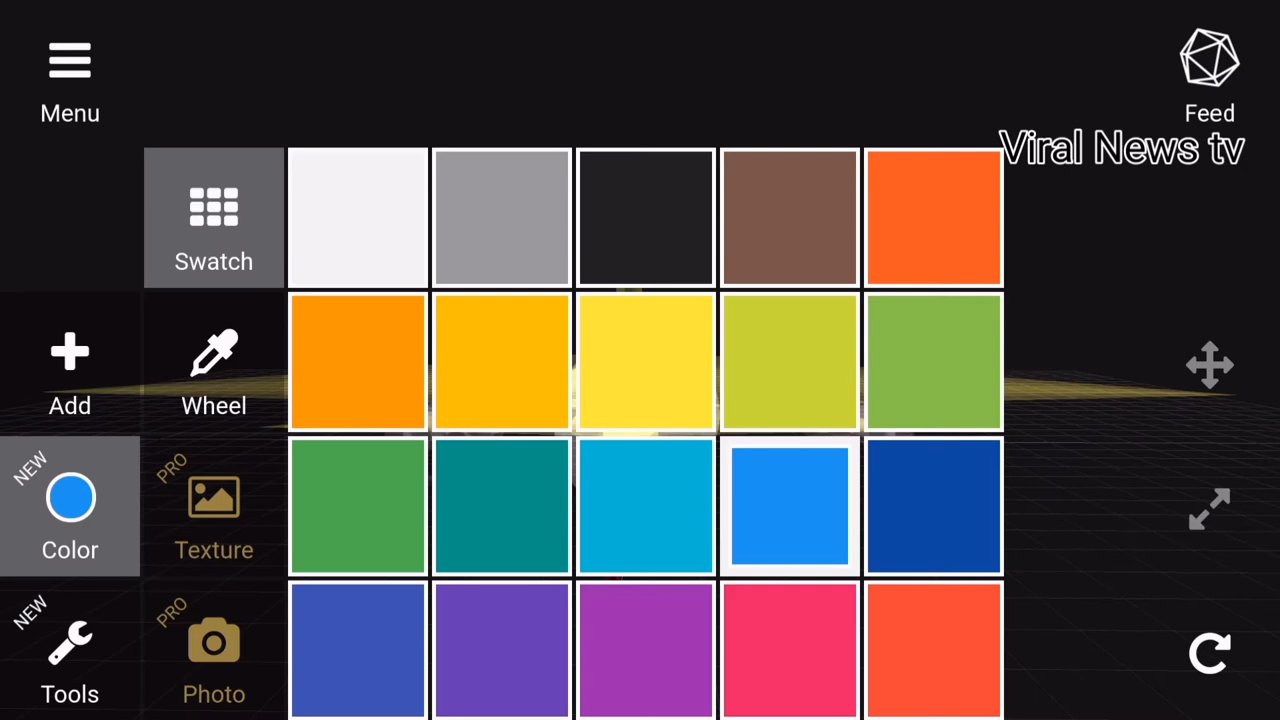 Menu
Feed
Viral News tv
Swatch
Add
Wheel
NEW
Color
PRO
Texture
NEW
Tools
PRO
Photo